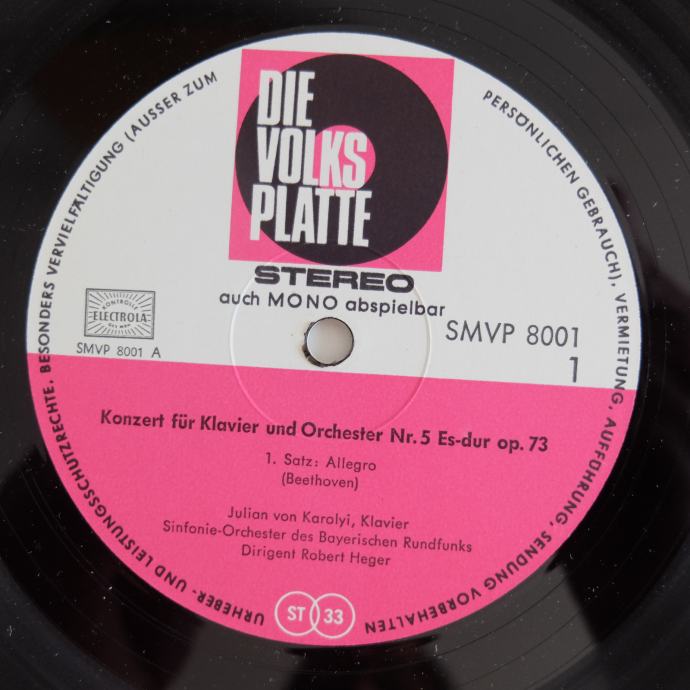 DIE
VOLKS
PLATTE
STEREO
auch MONO abspielbar
KONTROLLE
ELECTROLA
SMVP 8001 A
SMVP 8001
1
Konzert für Klavier und Orchester Nr. 5 Es-dur op. 73
1. Satz: Allegro
(Beethoven)
Julian von Karolyi, Klavier
Sinfonie-Orchester des Bayerischen Rundfunks
Dirigent Robert Heger
ST 33
URHEBER- UND LEISTUNGSSCHUTZRECHTE, BESONDERS VERVIELFÄLTIGUNG (AUSSER ZUM PERSÖNLICHEN GEBRAUCH), VERMIETUNG, AUFFÜHRUNG, SENDUNG VORBEHALTEN